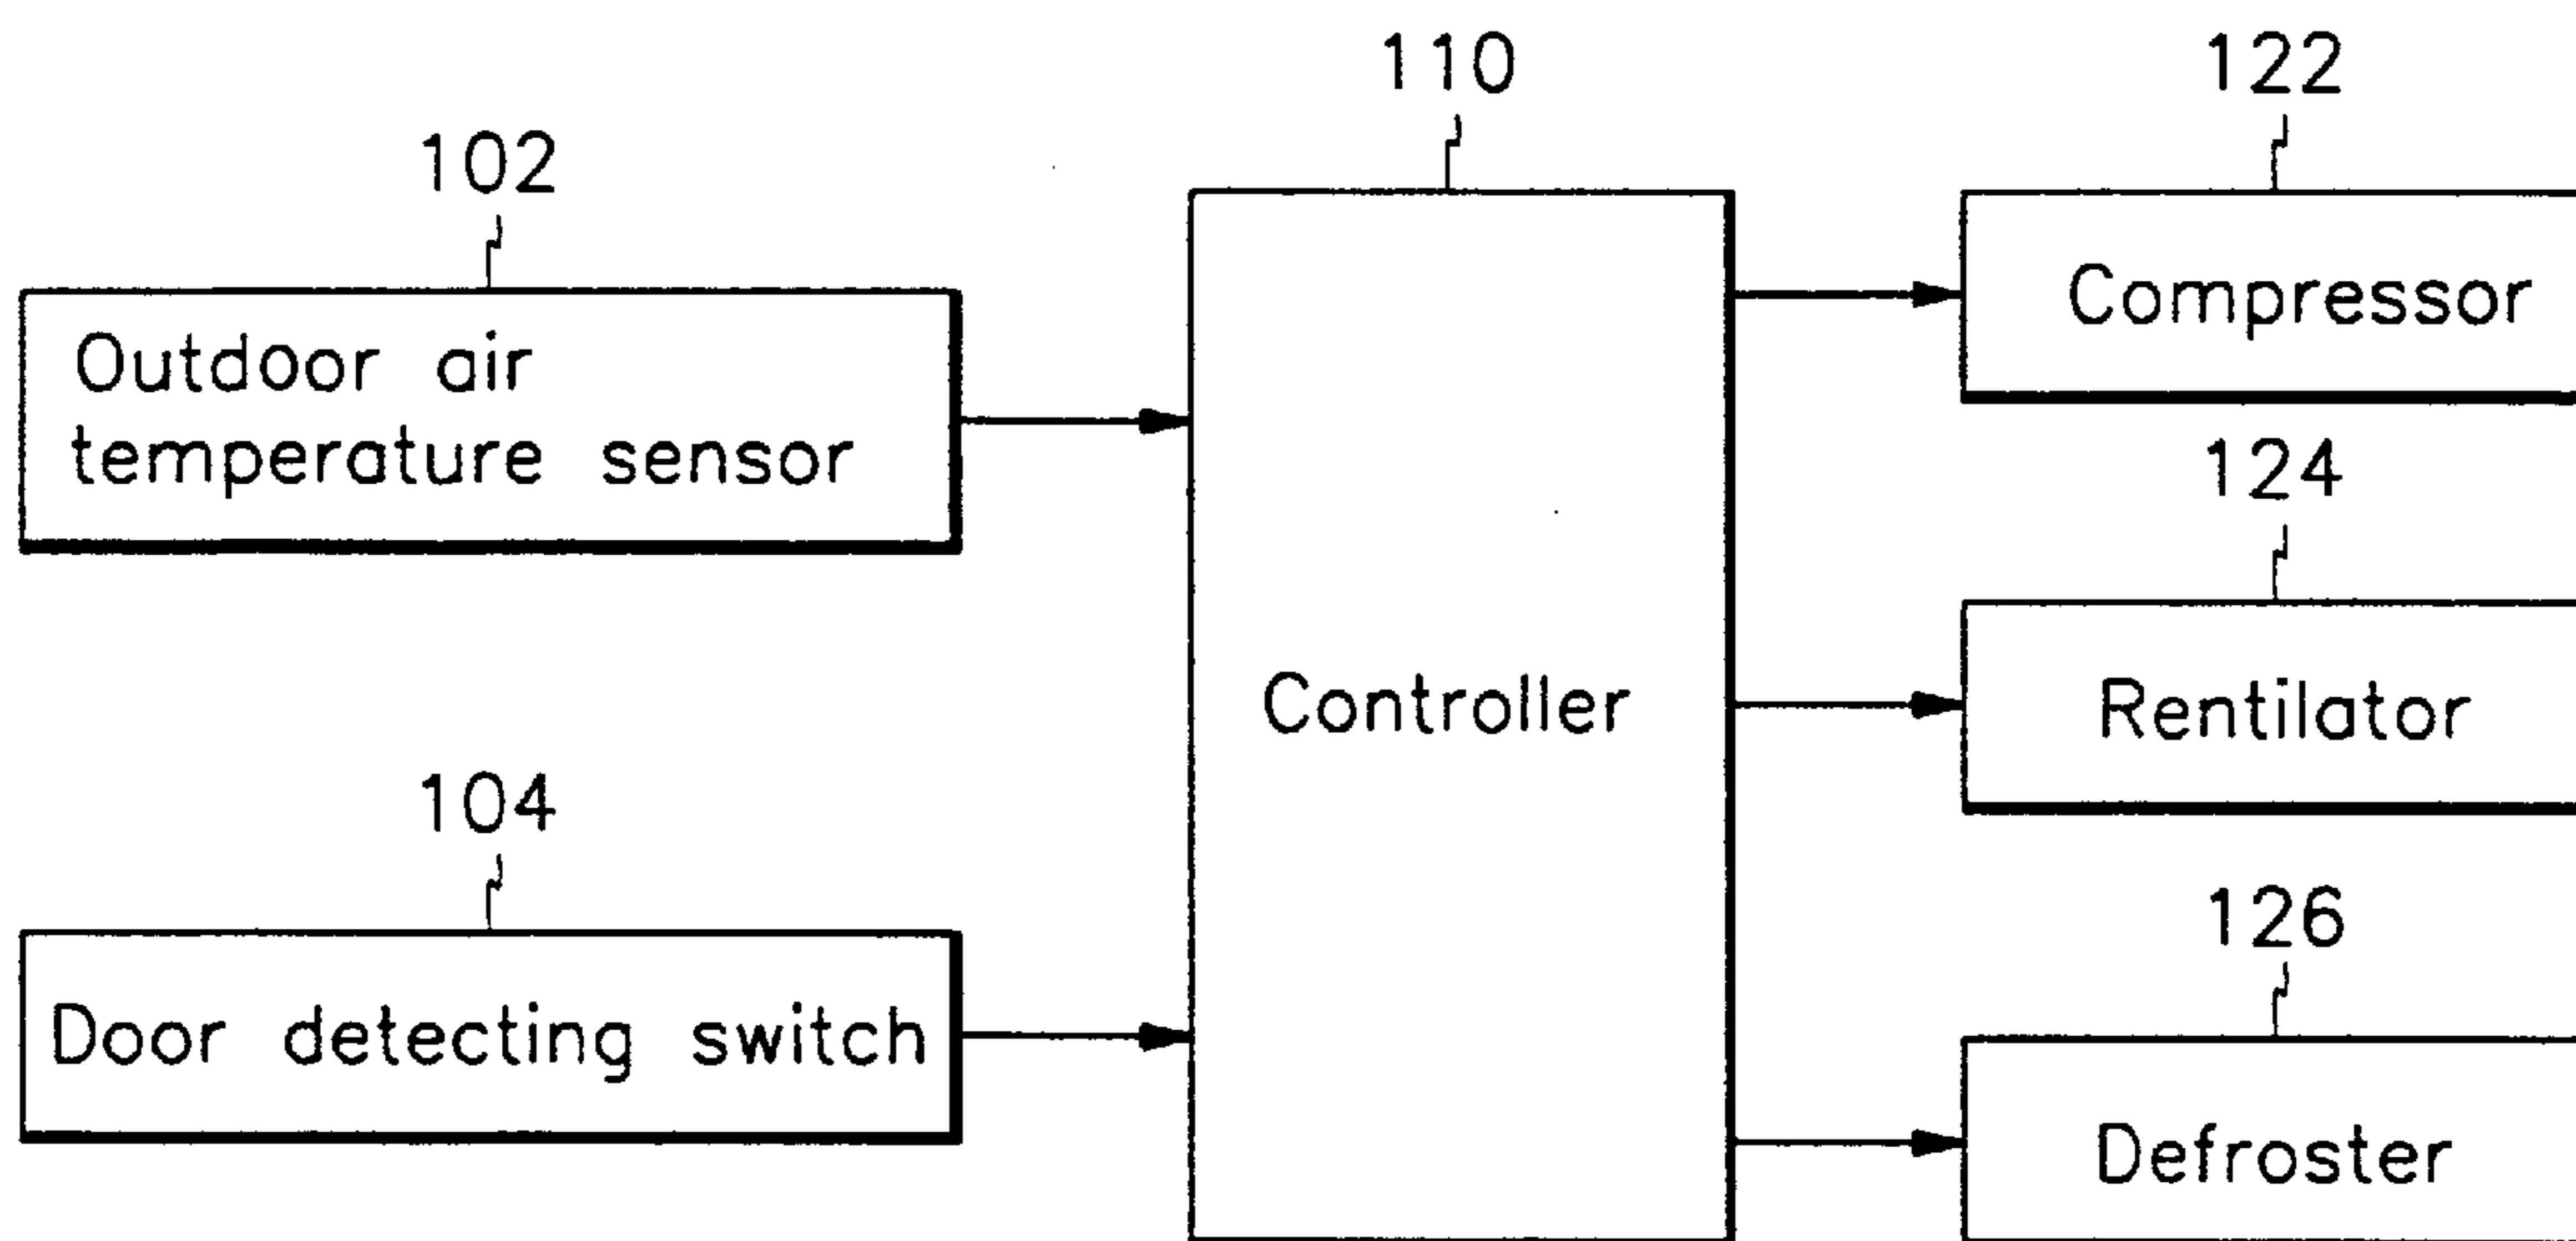 102
Outdoor air
temperature sensor
104
Door detecting switch
110
Controller
122
Compressor
124
Rentilator
126
Defroster